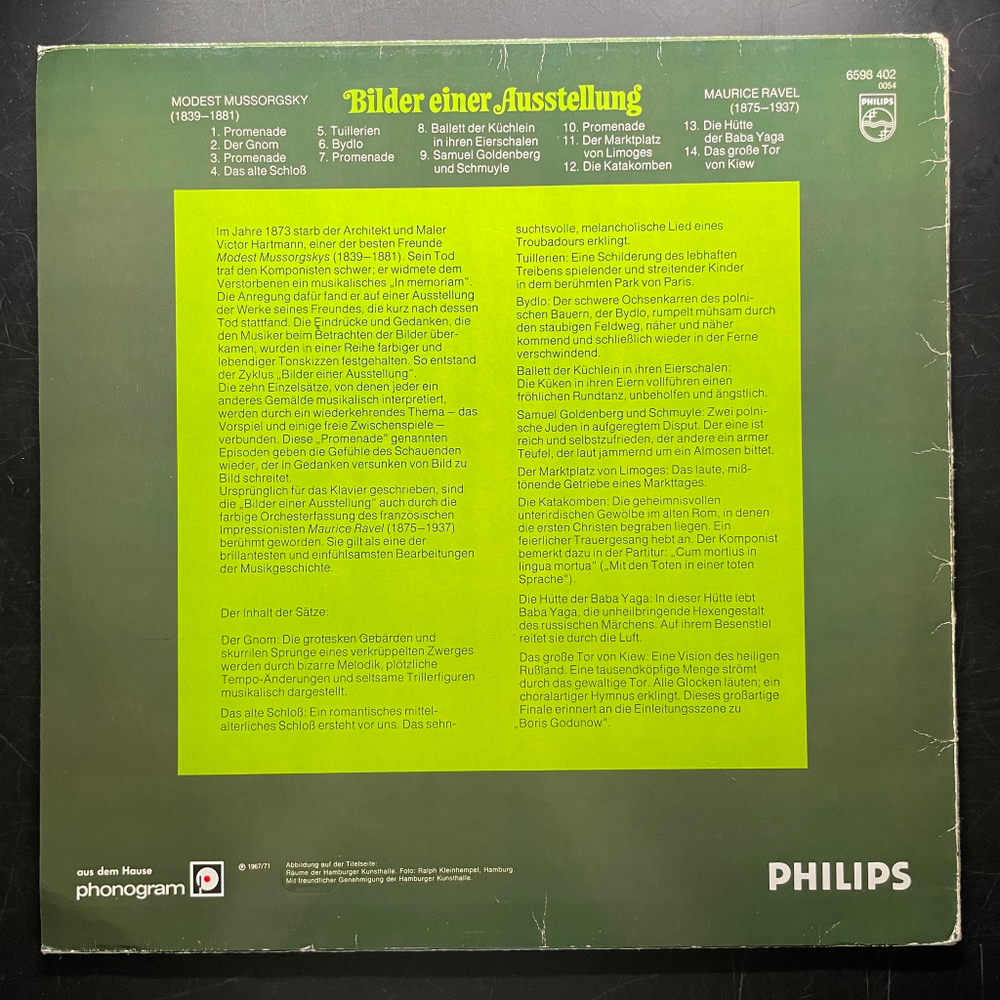 6598 402
0054
PHILIPS
MODEST MUSSORGSKY
(1839–1881)
Bilder einer Ausstellung
MAURICE RAVEL
(1875–1937)
1. Promenade
2. Der Gnom
3. Promenade
4. Das alte Schloß
5. Tuillerien
6. Bydlo
7. Promenade
8. Ballett der Küchlein
in ihren Eierschalen
9. Samuel Goldenberg
und Schmuyle
10. Promenade
11. Der Marktplatz
von Limoges
12. Die Katakomben
13. Die Hütte
der Baba Yaga
14. Das große Tor
von Kiew
Im Jahre 1873 starb der Architekt und Maler
Victor Hartmann, einer der besten Freunde
Modest Mussorgskys (1839–1881). Sein Tod
traf den Komponisten schwer; er widmete dem
Verstorbenen ein musikalisches „In memoriam“.
Die Anregung dafür fand er auf einer Ausstellung
der Werke seines Freundes, die kurz nach dessen
Tod stattfand. Die Eindrücke und Gedanken, die
den Musiker beim Betrachten der Bilder über-
kamen, wurden in einer Reihe farbiger und
lebendiger Tonskizzen festgehalten. So entstand
der Zyklus „Bilder einer Ausstellung“.
Die zehn Einzelsätze, von denen jeder ein
anderes Gemälde musikalisch interpretiert,
werden durch ein wiederkehrendes Thema – das
Vorspiel und einige freie Zwischenspiele –
verbunden. Diese „Promenade“ genannten
Episoden geben die Gefühle des Schauenden
wieder, der in Gedanken versunken von Bild zu
Bild schreitet.
Ursprünglich für das Klavier geschrieben, sind
die „Bilder einer Ausstellung“ auch durch die
farbige Orchesterfassung des französischen
Impressionisten Maurice Ravel (1875–1937)
berühmt geworden. Sie gilt als eine der
brillantesten und einfühlsamsten Bearbeitungen
der Musikgeschichte.
Der Inhalt der Sätze:
Der Gnom: Die grotesken Gebärden und
skurrilen Sprünge eines verkrüppelten Zwerges
werden durch bizarre Melodik, plötzliche
Tempo-Änderungen und seltsame Trillerfiguren
musikalisch dargestellt.
Das alte Schloß: Ein romantisches mittel-
alterliches Schloß ersteht vor uns. Das sehn-
suchtsvolle, melancholische Lied eines
Troubadours erklingt.
Tuillerien: Eine Schilderung des lebhaften
Treibens spielender und streitender Kinder
in dem berühmten Park von Paris.
Bydlo: Der schwere Ochsenkarren des polni-
schen Bauern, der Bydlo, rumpelt mühsam durch
den staubigen Feldweg, näher und näher
kommend und schließlich wieder in der Ferne
verschwindend.
Ballett der Küchlein in ihren Eierschalen:
Die Küken in ihren Eiern vollführen einen
fröhlichen Rundtanz, unbeholfen und ängstlich.
Samuel Goldenberg und Schmuyle: Zwei polni-
sche Juden in aufgeregtem Disput. Der eine ist
reich und selbstzufrieden, der andere ein armer
Teufel, der laut jammernd um ein Almosen bittet.
Der Marktplatz von Limoges: Das laute, miß-
tönende Getriebe eines Markttages.
Die Katakomben: Die geheimnisvollen
unterirdischen Gewölbe im alten Rom, in denen
die ersten Christen begraben liegen. Ein
feierlicher Trauergesang hebt an. Der Komponist
bemerkt dazu in der Partitur: „Cum mortius in
lingua mortua“ („Mit den Toten in einer toten
Sprache“).
Die Hütte der Baba Yaga: In dieser Hütte lebt
Baba Yaga, die unheilbringende Hexengestalt
des russischen Märchens. Auf ihrem Besenstiel
reitet sie durch die Luft.
Das große Tor von Kiew: Eine Vision des heiligen
Rußland. Eine tausendköpfige Menge strömt
durch das gewaltige Tor. Alle Glocken läuten; ein
choralartiger Hymnus erklingt. Dieses großartige
Finale erinnert an die Einleitungsszene zu
„Boris Godunow“.
aus dem Hause
phonogram
℗ 1967/71
Abbildung auf der Titelseite:
Räume der Hamburger Kunsthalle. Foto: Ralph Kleinhempel, Hamburg.
Mit freundlicher Genehmigung der Hamburger Kunsthalle.
PHILIPS